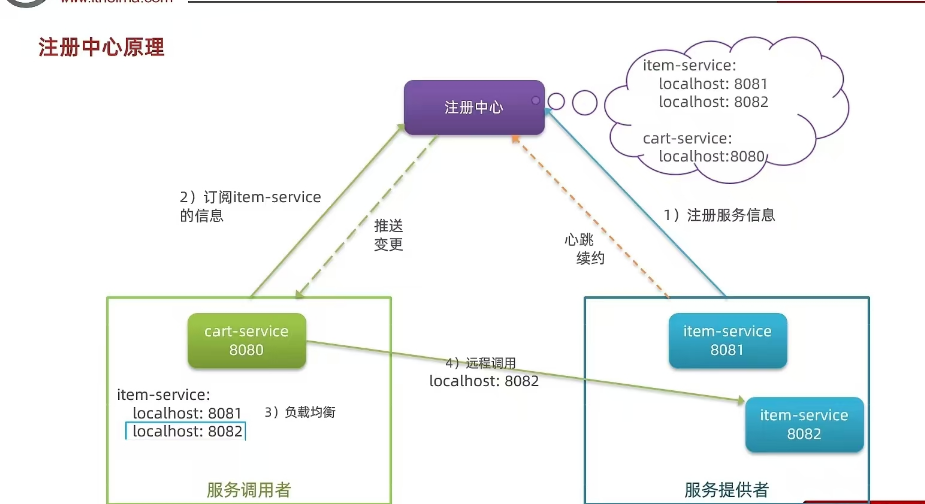 www.itheima.com
注册中心原理
注册中心
item-service:
localhost: 8081
localhost: 8082
cart-service:
localhost:8080
2）订阅item-service
的信息
推送
变更
心跳
续约
1）注册服务信息
cart-service
8080
item-service
8081
4）远程调用
localhost: 8082
item-service:
localhost: 8081
3）负载均衡
localhost: 8082
item-service
8082
服务调用者
服务提供者